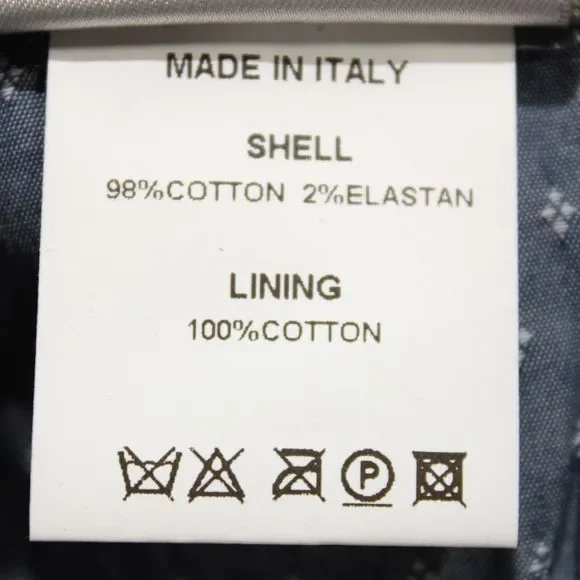 MADE IN ITALY
SHELL
98%COTTON 2%ELASTAN
LINING
100%COTTON
P